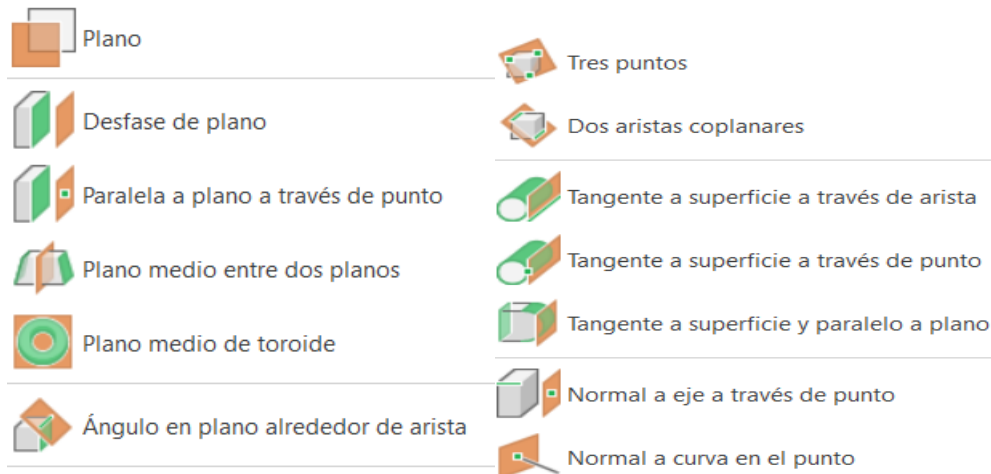 Plano
Desfase de plano
Paralela a plano a través de punto
Plano medio entre dos planos
Plano medio de toroide
Ángulo en plano alrededor de arista
Tres puntos
Dos aristas coplanares
Tangente a superficie a través de arista
Tangente a superficie a través de punto
Tangente a superficie y paralelo a plano
Normal a eje a través de punto
Normal a curva en el punto